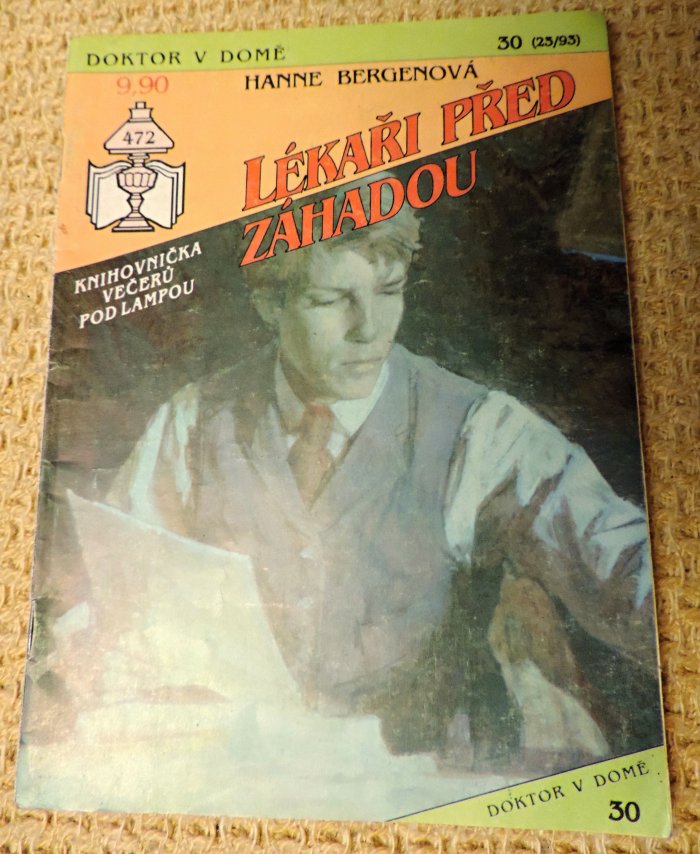 DOKTOR V DOMĚ
30 (23/93)
9,90
HANNE BERGENOVÁ
472
LÉKAŘI PŘED
ZÁHADOU
KNIHOVNIČKA
VEČERŮ
POD LAMPOU
DOKTOR V DOMĚ
30